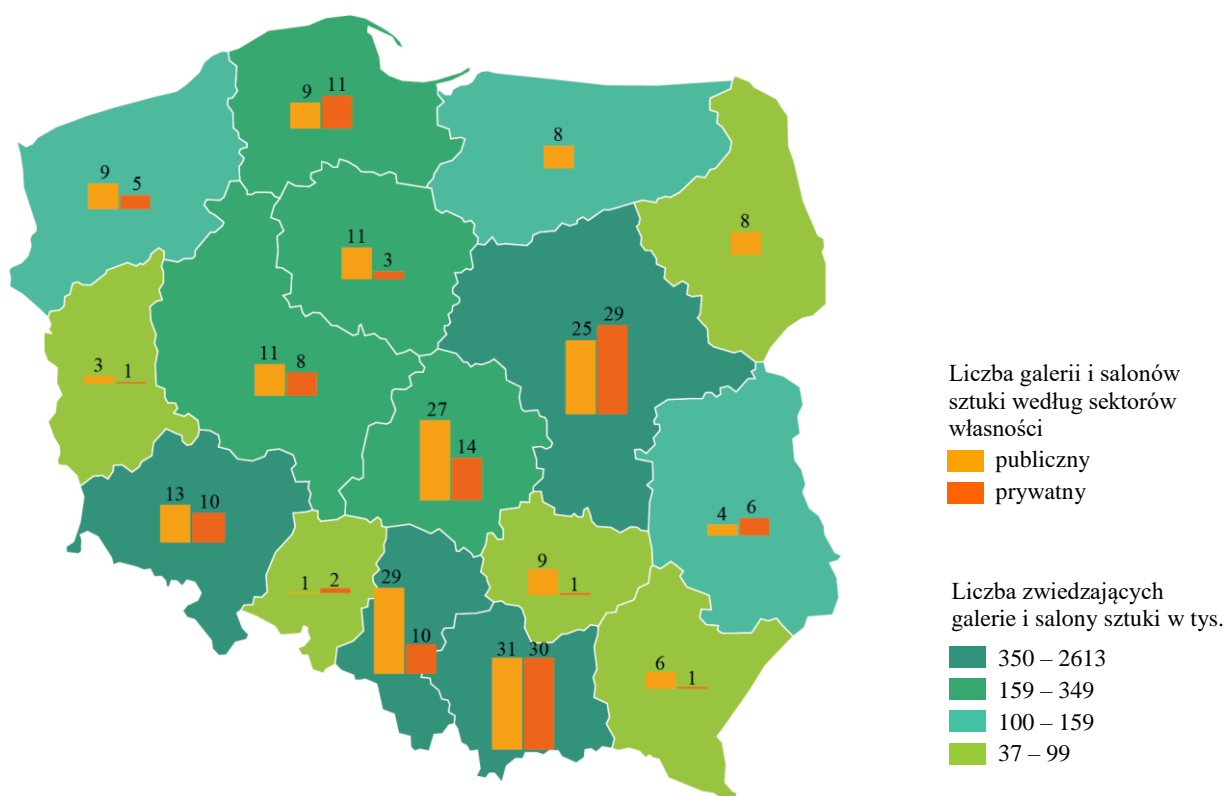 9 11
8
9 5
8
11 3
25 29
11 8
3 1
27 14
13 10
4 6
9 1
1 2
29 10
31 30
6 1
Liczba galerii i salonów
sztuki według sektorów
własności
publiczny
prywatny
Liczba zwiedzających
galerie i salony sztuki w tys.
350 – 2613
159 – 349
100 – 159
37 – 99